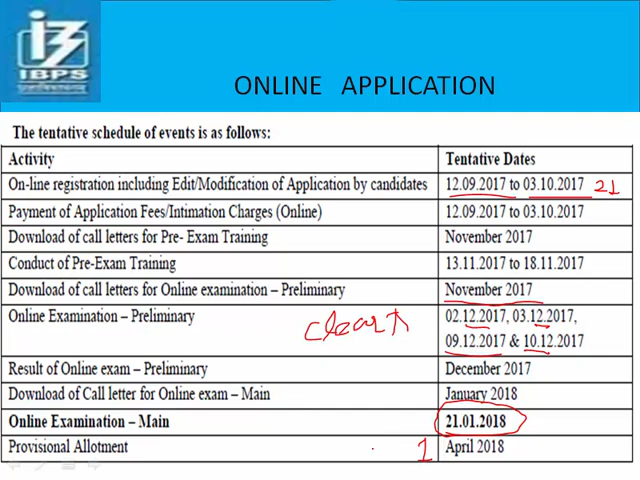 IBPS
ONLINE APPLICATION
The tentative schedule of events is as follows:
Activity Tentative Dates
On-line registration including Edit/Modification of Application by candidates 12.09.2017 to 03.10.2017 21
Payment of Application Fees/Intimation Charges (Online) 12.09.2017 to 03.10.2017
Download of call letters for Pre- Exam Training November 2017
Conduct of Pre-Exam Training 13.11.2017 to 18.11.2017
Download of call letters for Online examination – Preliminary November 2017
Online Examination – Preliminary 02.12.2017, 03.12.2017,
09.12.2017 & 10.12.2017
Result of Online exam – Preliminary December 2017
Download of Call letter for Online exam – Main January 2018
Online Examination – Main 21.01.2018
Provisional Allotment 1 April 2018